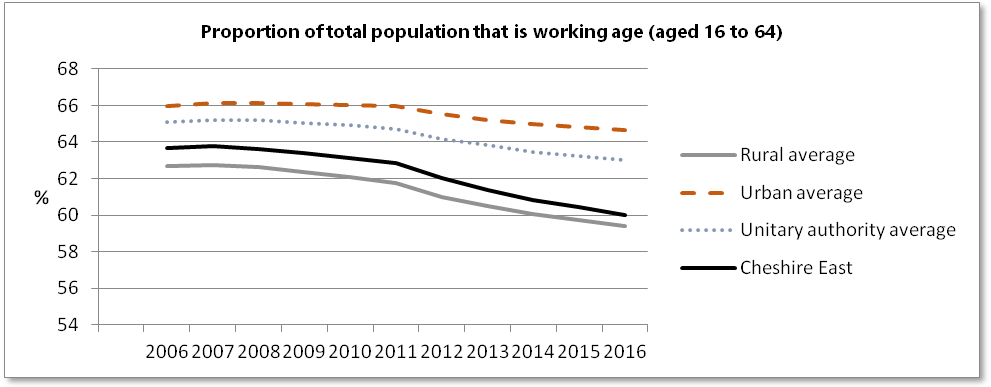 Proportion of total population that is working age (aged 16 to 64)
68
66
64
62
60
58
56
54
%
2006 2007 2008 2009 2010 2011 2012 2013 2014 2015 2016
Rural average
Urban average
Unitary authority average
Cheshire East